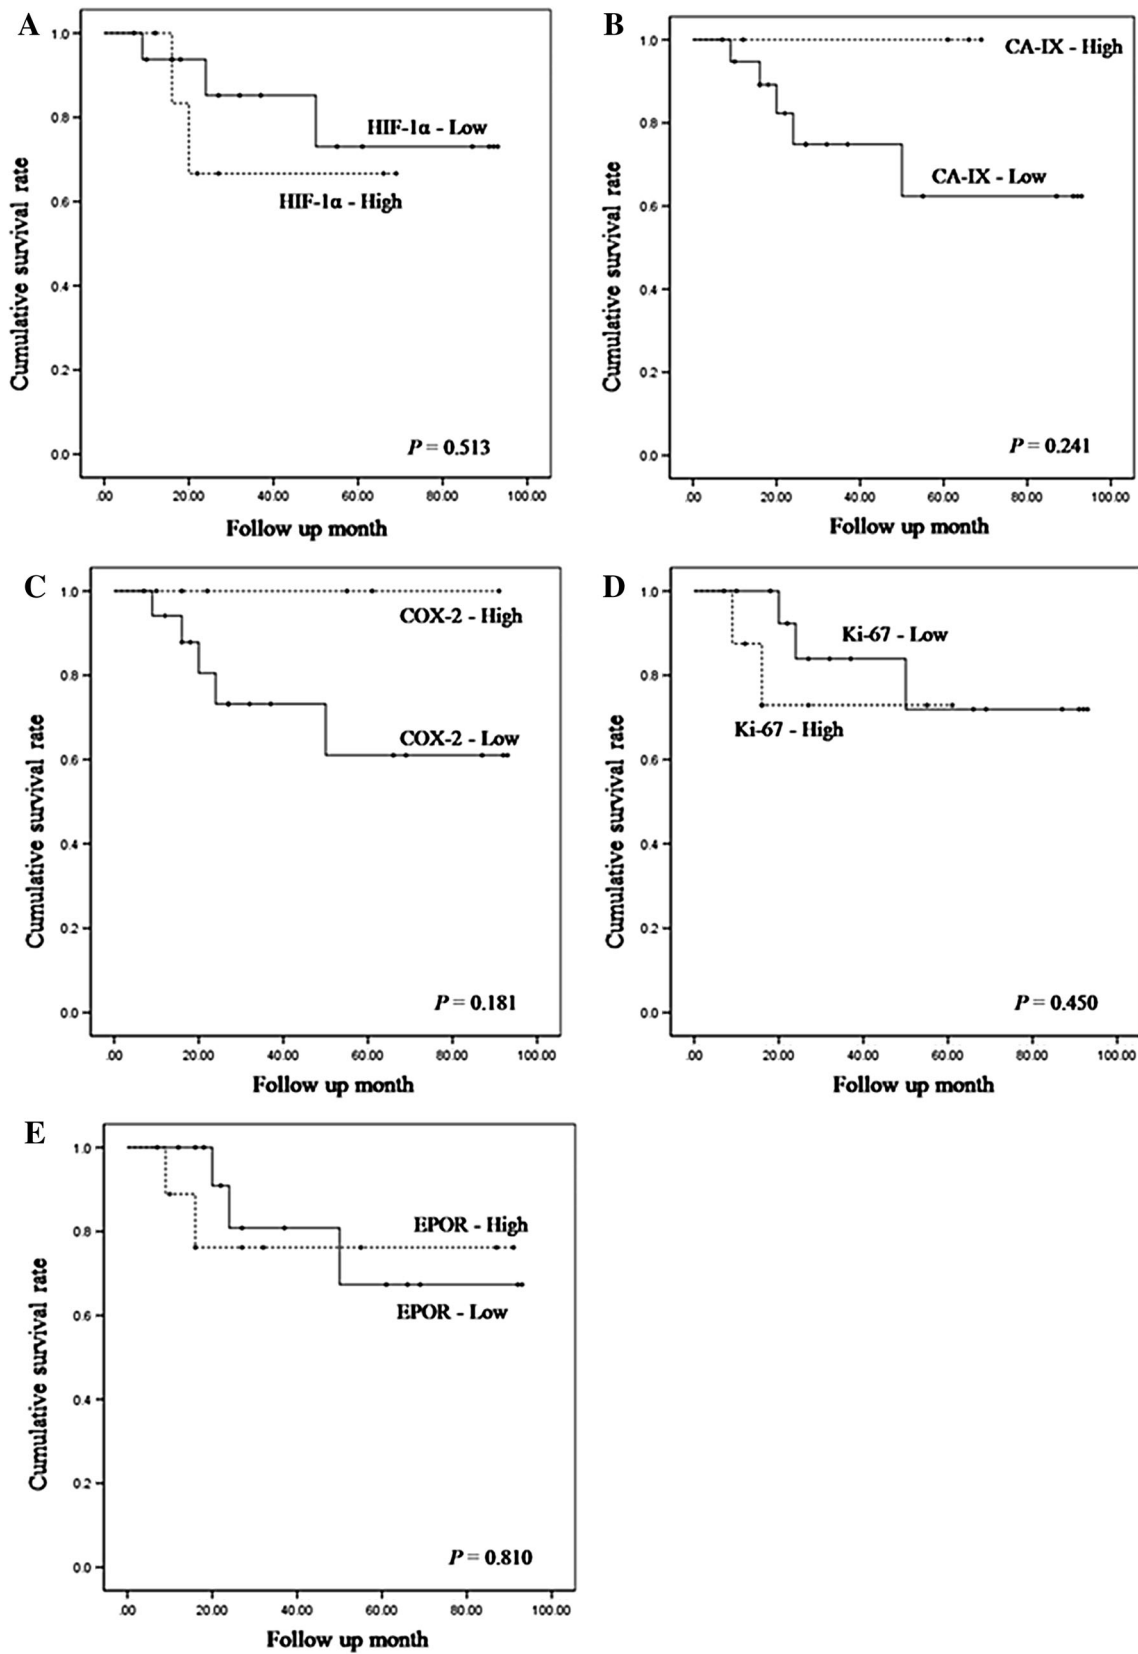 A
Cumulative survival rate
1.0
0.8
0.6
0.4
0.2
0.0
HIF-1α - Low
HIF-1α - High
P = 0.513
.00 20.00 40.00 60.00 80.00 100.00
Follow up month
B
Cumulative survival rate
1.0
0.8
0.6
0.4
0.2
0.0
CA-IX - High
CA-IX - Low
P = 0.241
.00 20.00 40.00 60.00 80.00 100.00
Follow up month
C
Cumulative survival rate
1.0
0.8
0.6
0.4
0.2
0.0
COX-2 - High
COX-2 - Low
P = 0.181
.00 20.00 40.00 60.00 80.00 100.00
Follow up month
D
Cumulative survival rate
1.0
0.8
0.6
0.4
0.2
0.0
Ki-67 - Low
Ki-67 - High
P = 0.450
.00 20.00 40.00 60.00 80.00 100.00
Follow up month
E
Cumulative survival rate
1.0
0.8
0.6
0.4
0.2
0.0
EPOR - High
EPOR - Low
P = 0.810
.00 20.00 40.00 60.00 80.00 100.00
Follow up month